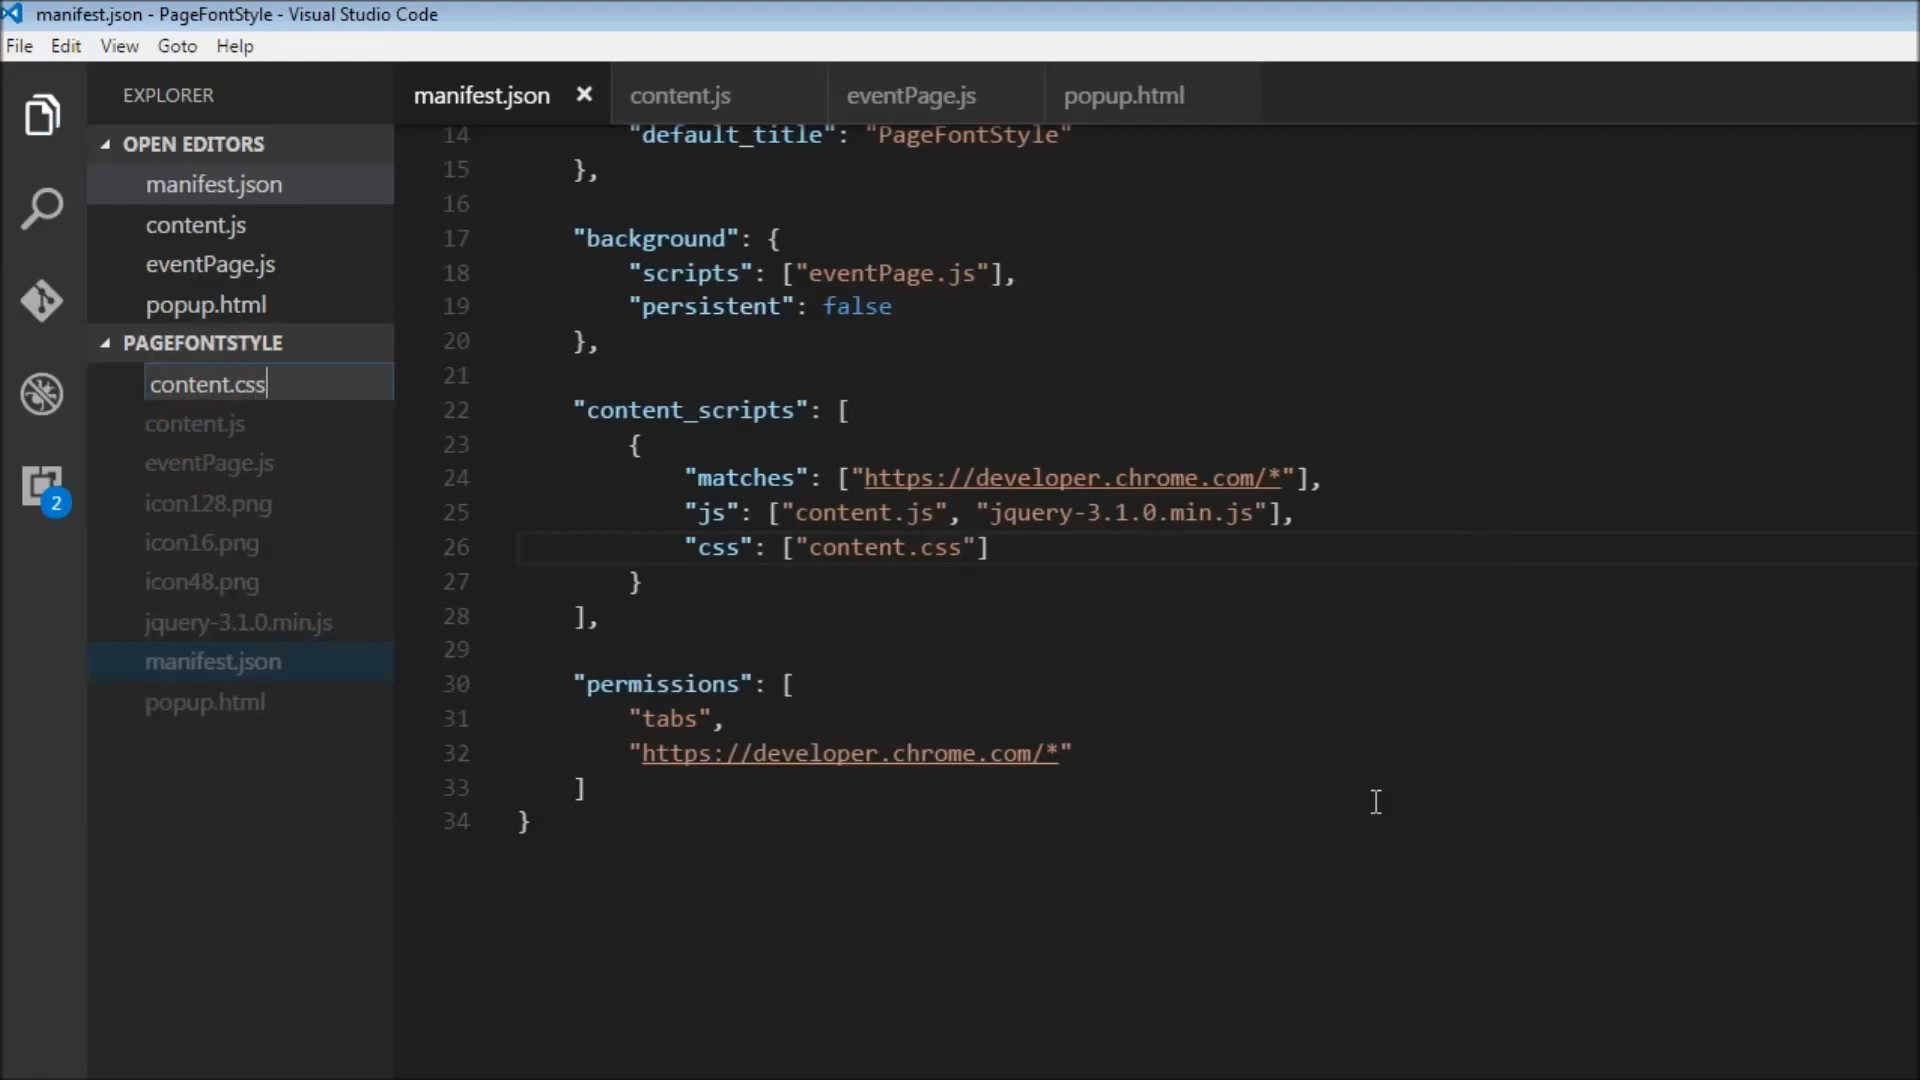 manifest.json - PageFontStyle - Visual Studio Code
File Edit View Goto Help
EXPLORER
OPEN EDITORS
manifest.json
content.js
eventPage.js
popup.html
PAGEFONTSTYLE
content.css
content.js
eventPage.js
icon128.png
icon16.png
icon48.png
jquery-3.1.0.min.js
manifest.json
popup.html
2
manifest.json × content.js eventPage.js popup.html
14 "default_title": "PageFontStyle"
15 },
16
17 "background": {
18 "scripts": ["eventPage.js"],
19 "persistent": false
20 },
21
22 "content_scripts": [
23 {
24 "matches": ["https://developer.chrome.com/*"],
25 "js": ["content.js", "jquery-3.1.0.min.js"],
26 "css": ["content.css"]
27 }
28 ],
29
30 "permissions": [
31 "tabs",
32 "https://developer.chrome.com/*"
33 ]
34 }